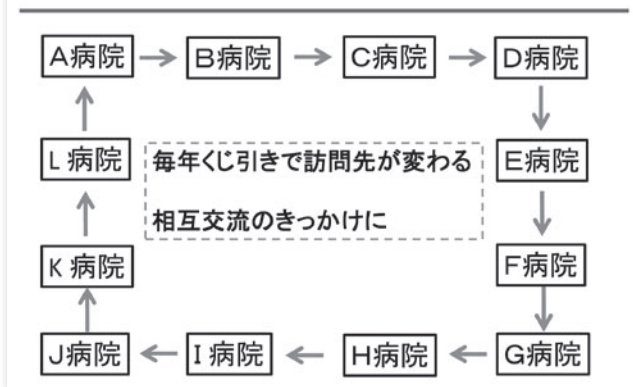 A病院 B病院 C病院 D病院
L病院 毎年くじ引きで訪問先が変わる E病院
相互交流のきっかけに
K病院 F病院
J病院 I病院 H病院 G病院